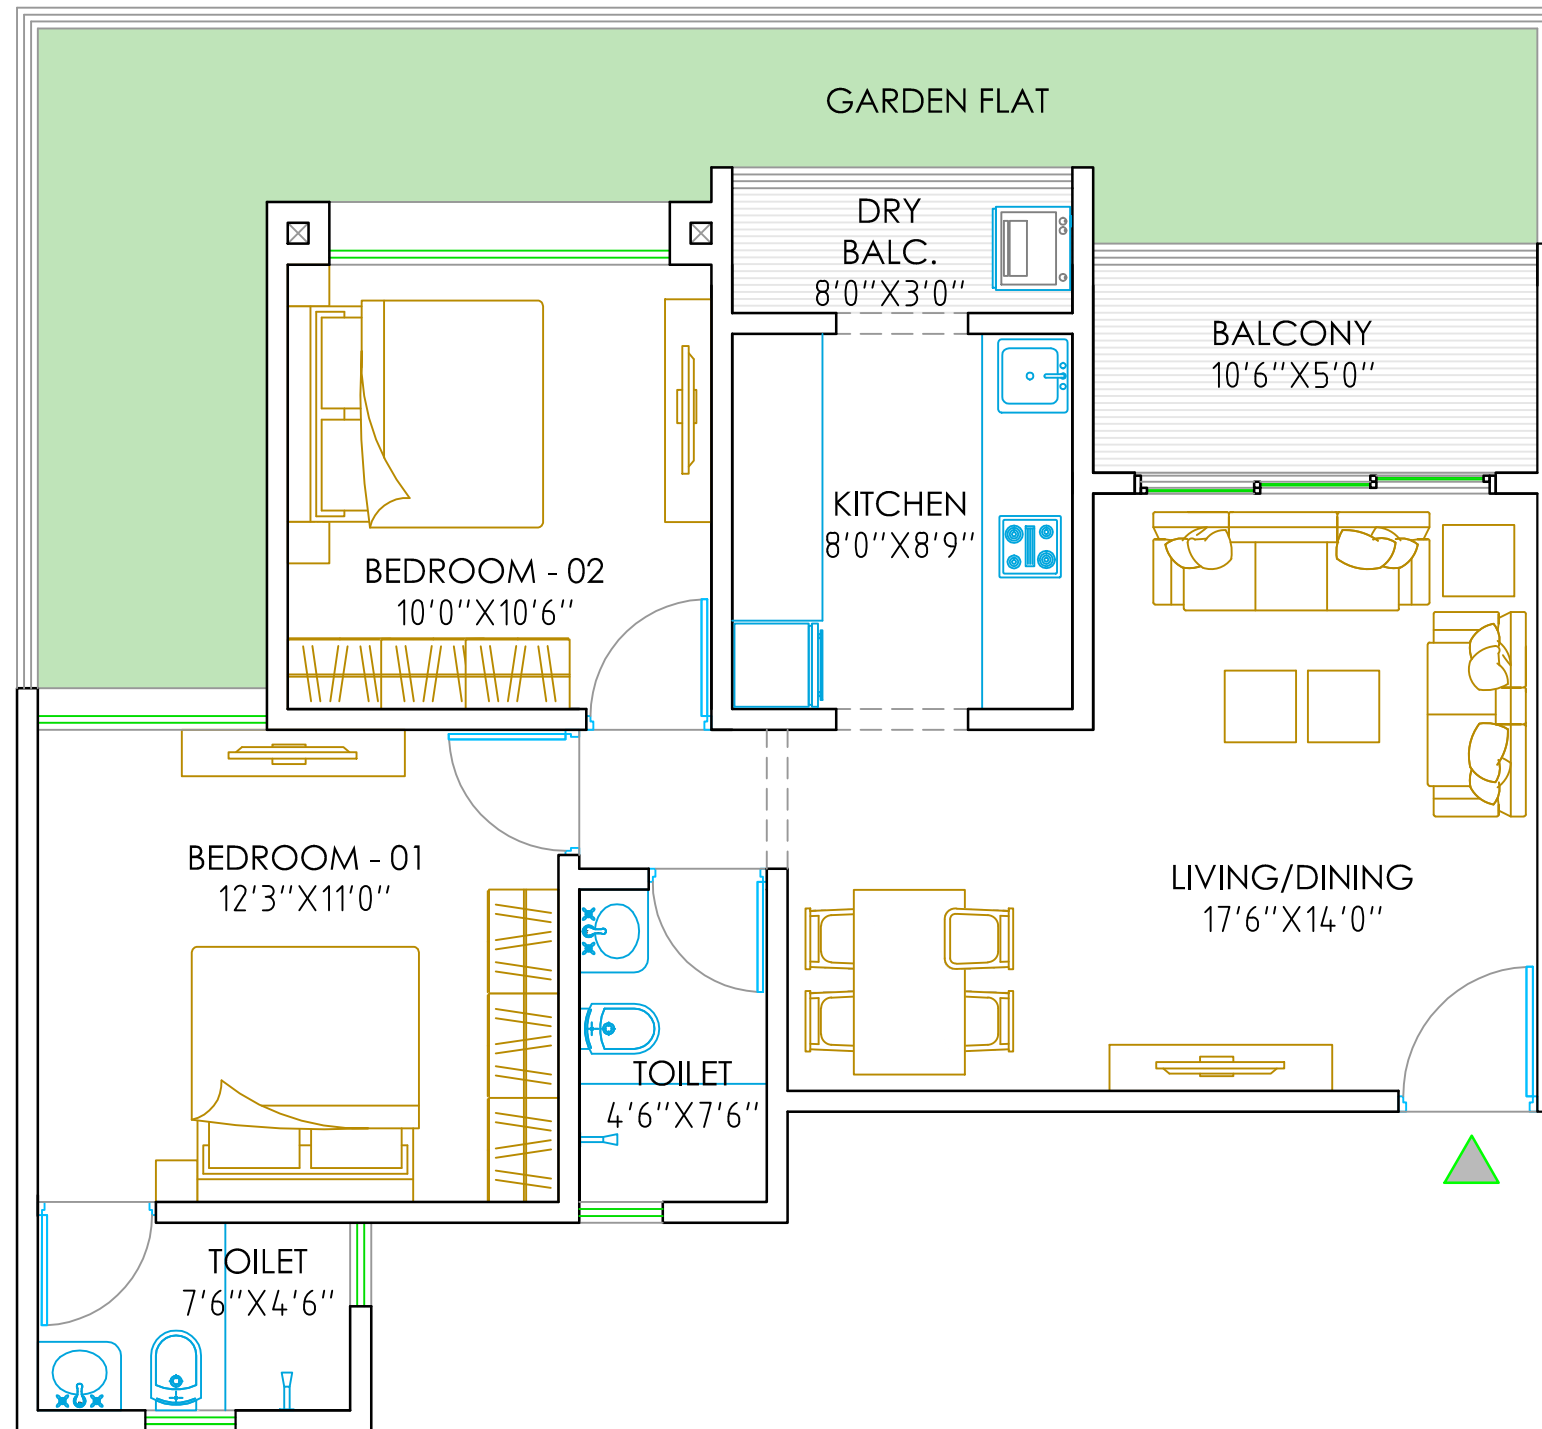 GARDEN FLAT
DRY
BALC.
8'0"X3'0"
BALCONY
10'6"X5'0"
KITCHEN
8'0"X8'9"
BEDROOM - 02
10'0"X10'6"
BEDROOM - 01
12'3"X11'0"
LIVING/DINING
17'6"X14'0"
TOILET
4'6"X7'6"
TOILET
7'6"X4'6"